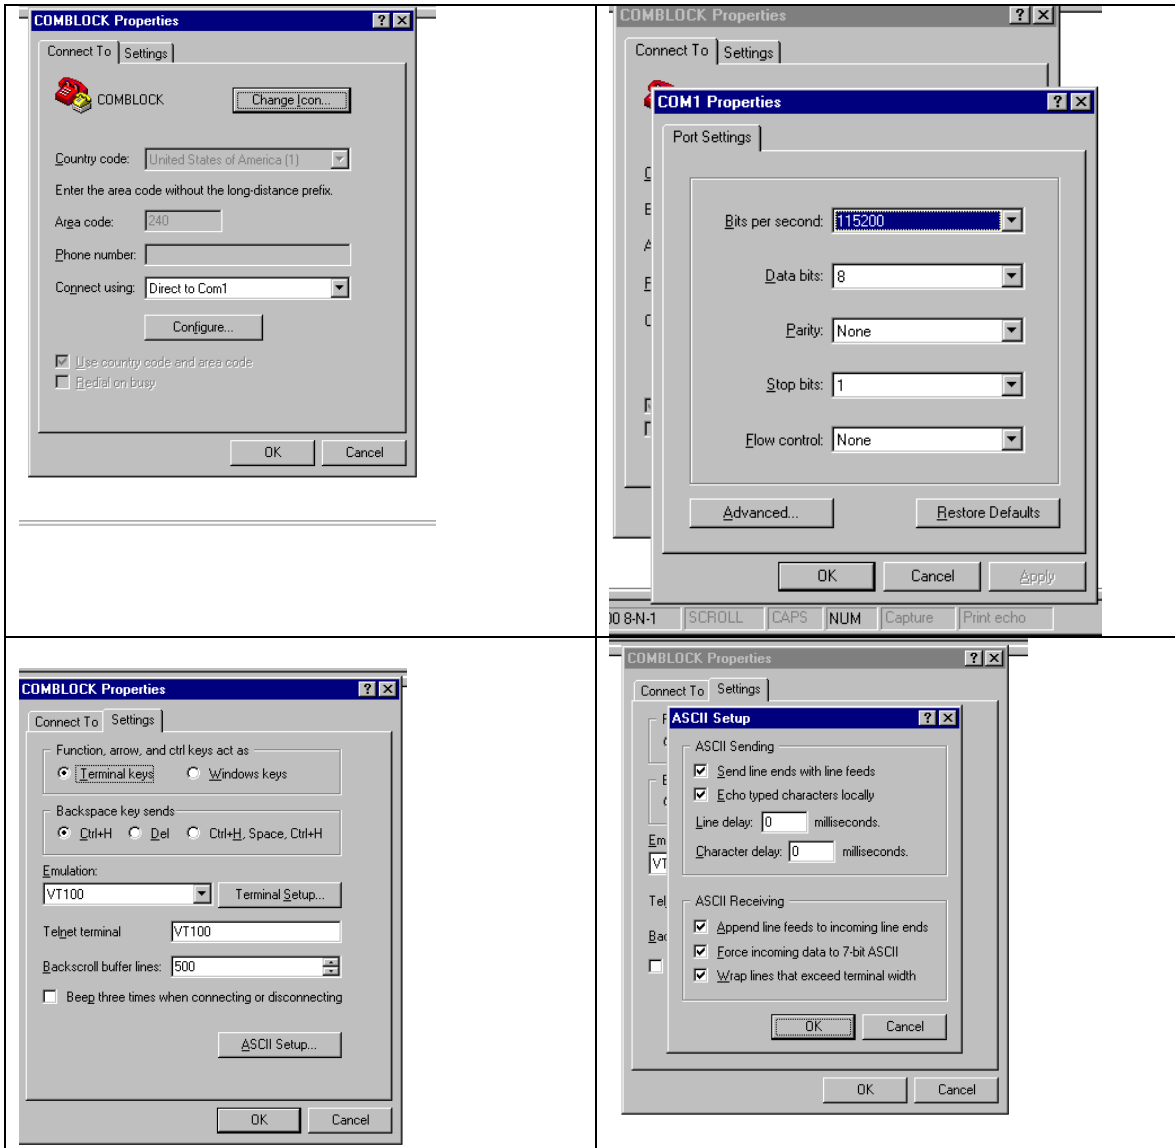 COMBLOCK Properties
Connect To Settings
COMBLOCK Change Icon...
Country code: United States of America (1)
Enter the area code without the long-distance prefix.
Area code: 240
Phone number:
Connect using: Direct to Com1
Configure...
Use country code and area code
Redial on busy
OK Cancel
COMBLOCK Properties
Connect To Settings
COM1 Properties
Port Settings
Bits per second: 115200
Data bits: 8
Parity: None
Stop bits: 1
Flow control: None
Advanced... Restore Defaults
OK Cancel Apply
00 8-N-1 SCROLL CAPS NUM Capture Print echo
COMBLOCK Properties
Connect To Settings
Function, arrow, and ctrl keys act as
Terminal keys Windows keys
Backspace key sends
Ctrl+H Del Ctrl+H, Space, Ctrl+H
Emulation:
VT100 Terminal Setup...
Telnet terminal VT100
Backscroll buffer lines: 500
Beep three times when connecting or disconnecting
ASCII Setup...
OK Cancel
COMBLOCK Properties
Connect To Settings
ASCII Setup
ASCII Sending
Send line ends with line feeds
Echo typed characters locally
Line delay: 0 milliseconds.
Em
Character delay: 0 milliseconds.
VT
Tel
ASCII Receiving
Append line feeds to incoming line ends
Bac
Force incoming data to 7-bit ASCII
Wrap lines that exceed terminal width
OK Cancel
OK Cancel